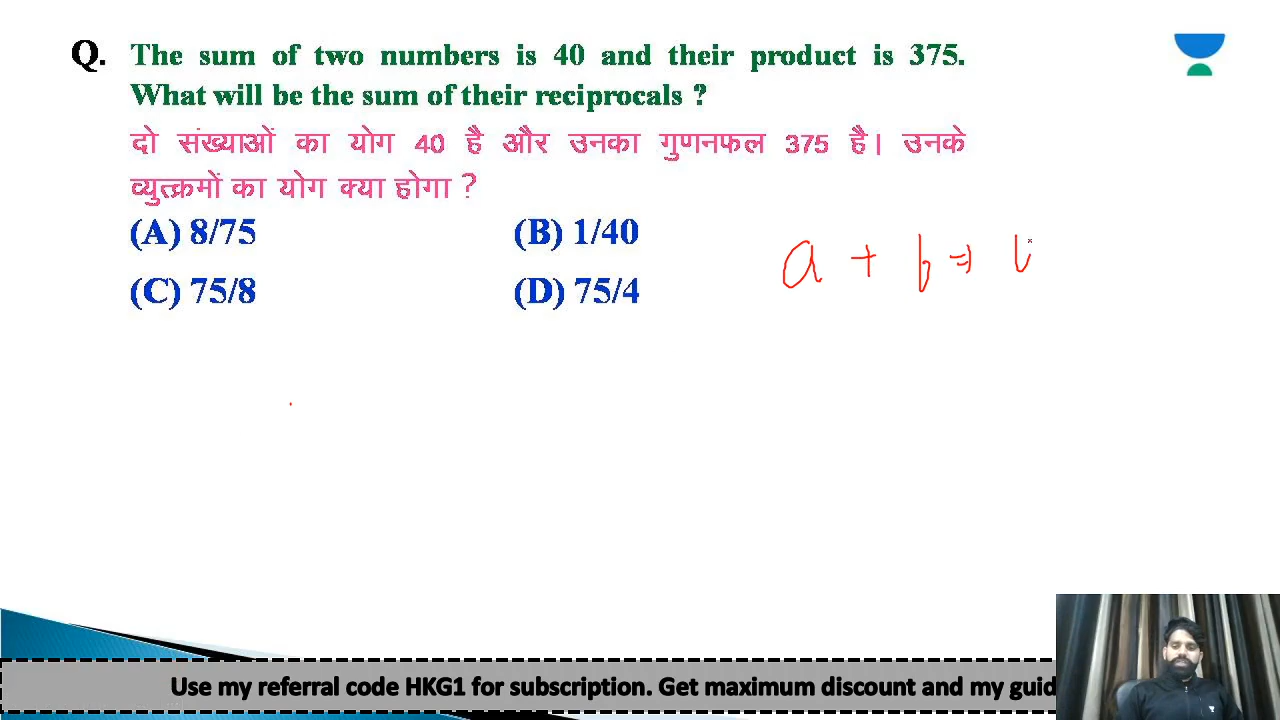 Q. The sum of two numbers is 40 and their product is 375.
What will be the sum of their reciprocals ?
दो संख्याओं का योग 40 है और उनका गुणनफल 375 है। उनके
व्युत्क्रमों का योग क्या होगा ?
(A) 8/75 (B) 1/40
a + b =
(C) 75/8 (D) 75/4
Use my referral code HKG1 for subscription. Get maximum discount and my guid